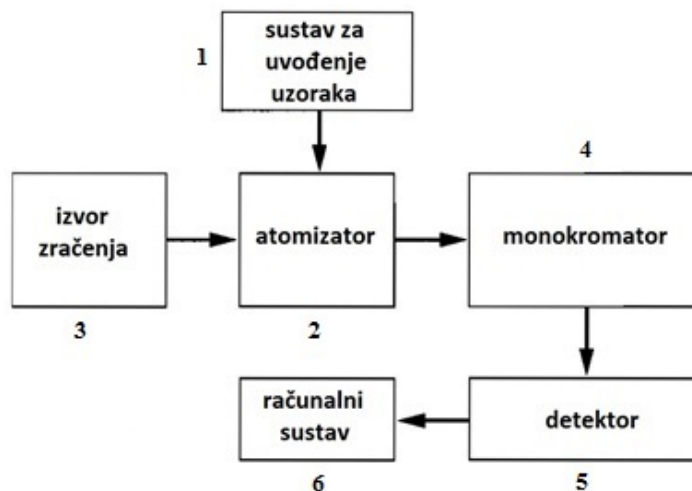 1
sustav za
uvođenje
uzoraka
4
izvor
zračenja
atomizator
monokromator
3
2
računalni
sustav
detektor
6
5